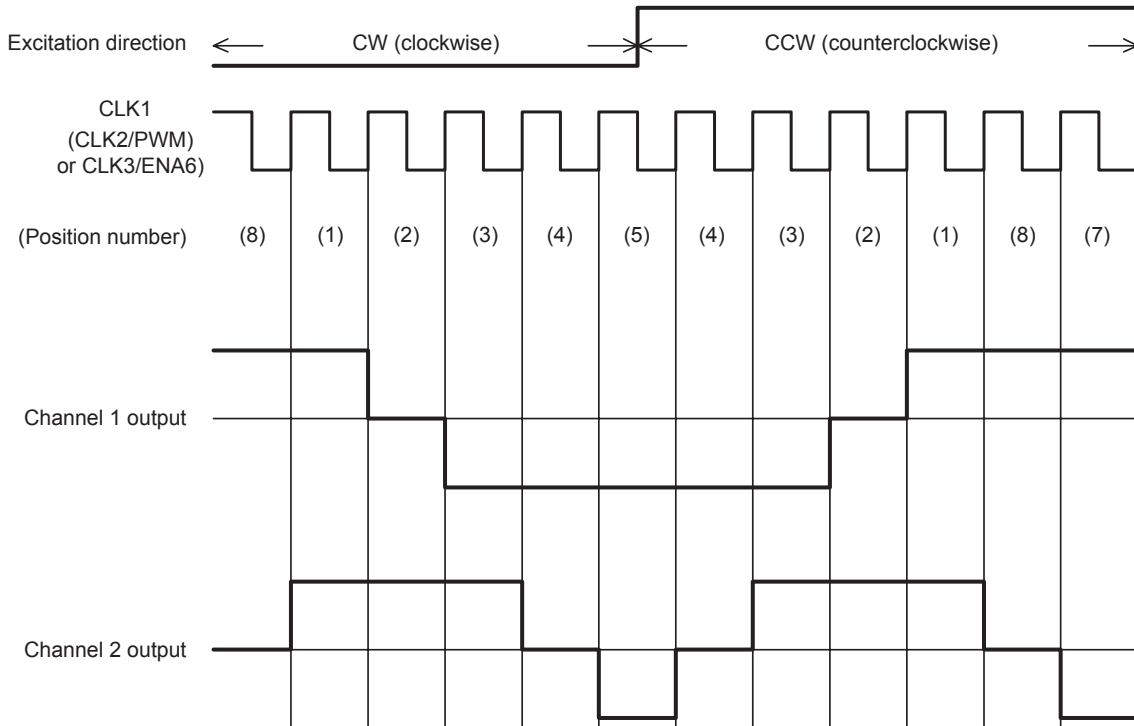 Excitation direction
CW (clockwise)
CCW (counterclockwise)
CLK1
(CLK2/PWM)
or CLK3/ENA6)
(Position number)
(8) (1) (2) (3) (4) (5) (4) (3) (2) (1) (8) (7)
Channel 1 output
Channel 2 output